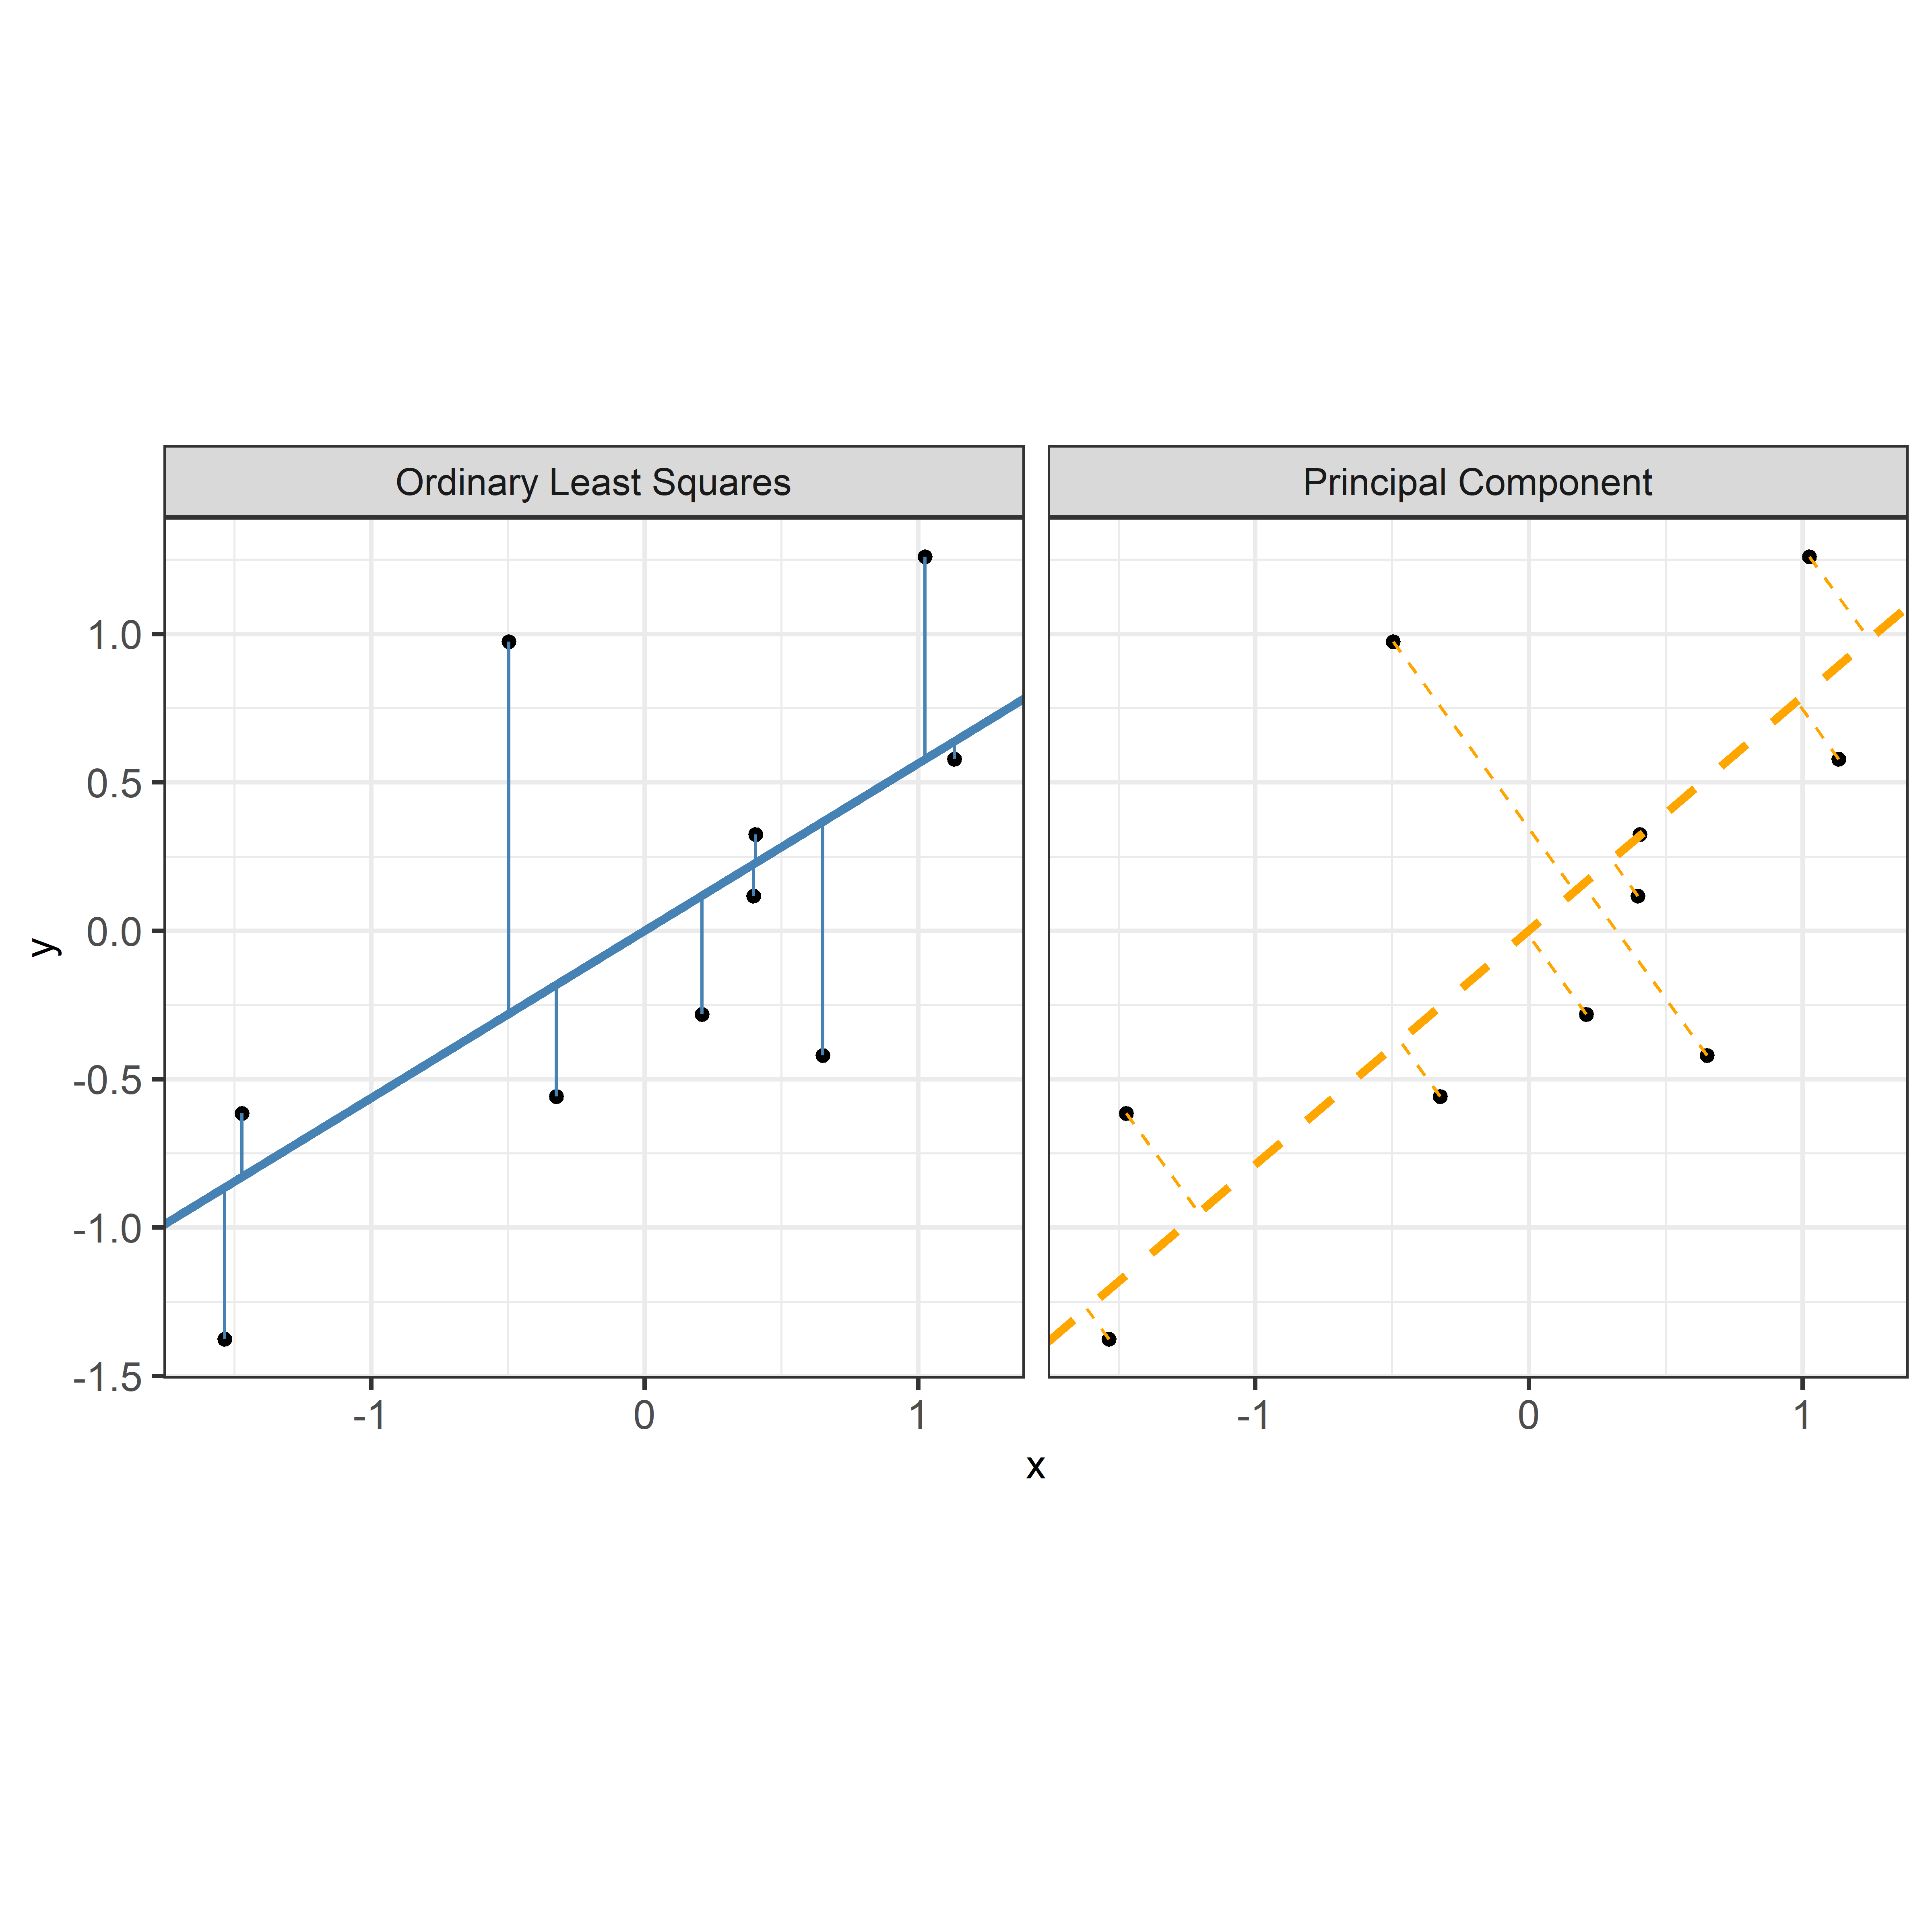 Ordinary Least Squares
Principal Component
1.0
0.5
0.0
-0.5
-1.0
-1.5
y
-1 0 1
-1 0 1
x